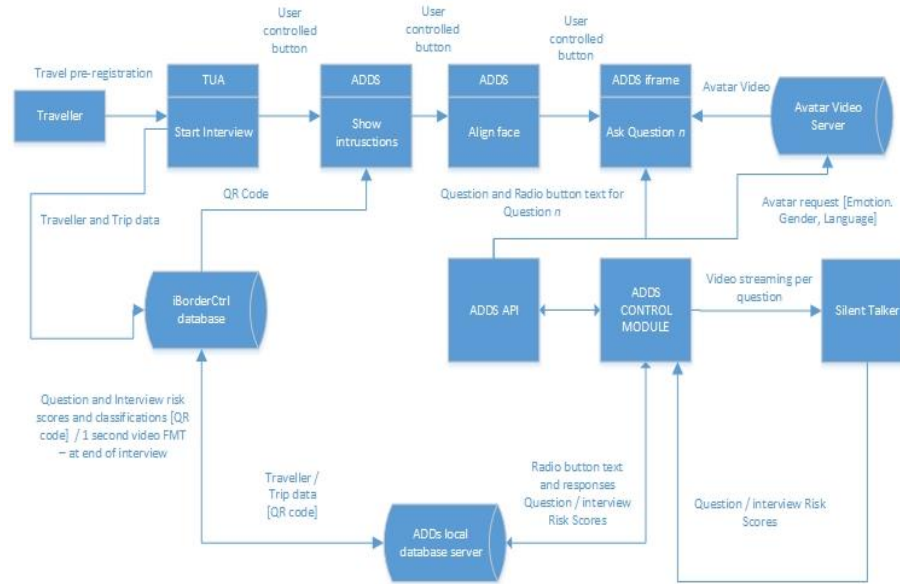 User
controlled
button
User
controlled
button
User
controlled
button
Travel pre-registration
Traveller
TUA
Start Interview
ADDS
Show
intrusctions
ADDS
Align face
ADDS iframe
Ask Question n
Avatar Video
Avatar Video
Server
QR Code
Question and Radio button text for
Question n
Avatar request [Emotion.
Gender, Language]
Traveller and Trip data
iBorderCtrl
database
ADDS API
ADDS
CONTROL
MODULE
Video streaming per
question
Silent Talker
Question and Interview risk
scores and classifications [QR
code] / 1 second video FMT
– at end of interview
Traveller /
Trip data
[QR code]
ADDs local
database server
Radio button text
and responses
Question / interview
Risk Scores
Question / interview Risk
Scores